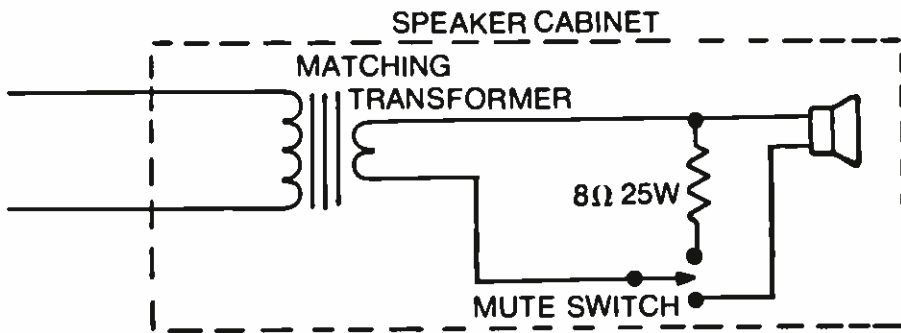 SPEAKER CABINET
MATCHING
TRANSFORMER
8Ω 25W
MUTE SWITCH